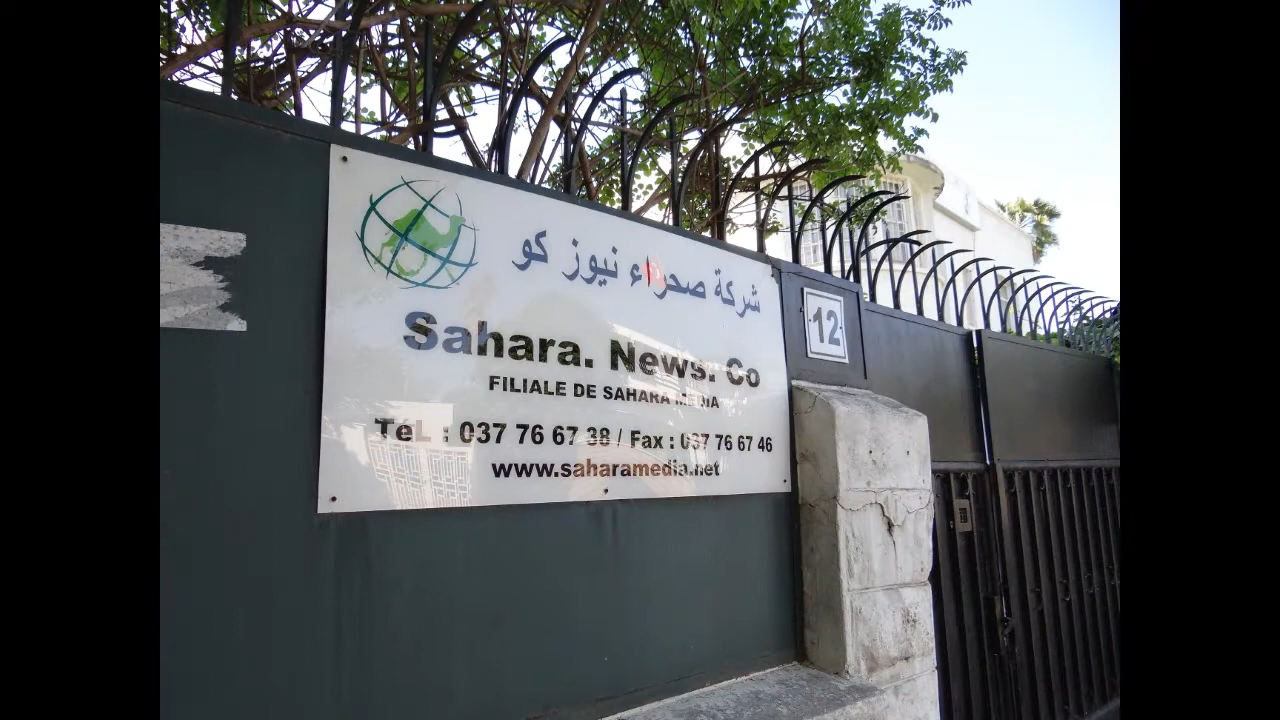 شركة صحراء نيوز كو
Sahara. News. Co
FILIALE DE SAHARA MEDIA
TéL : 037 76 67 38 / Fax : 037 76 67 46
www.saharamedia.net
12